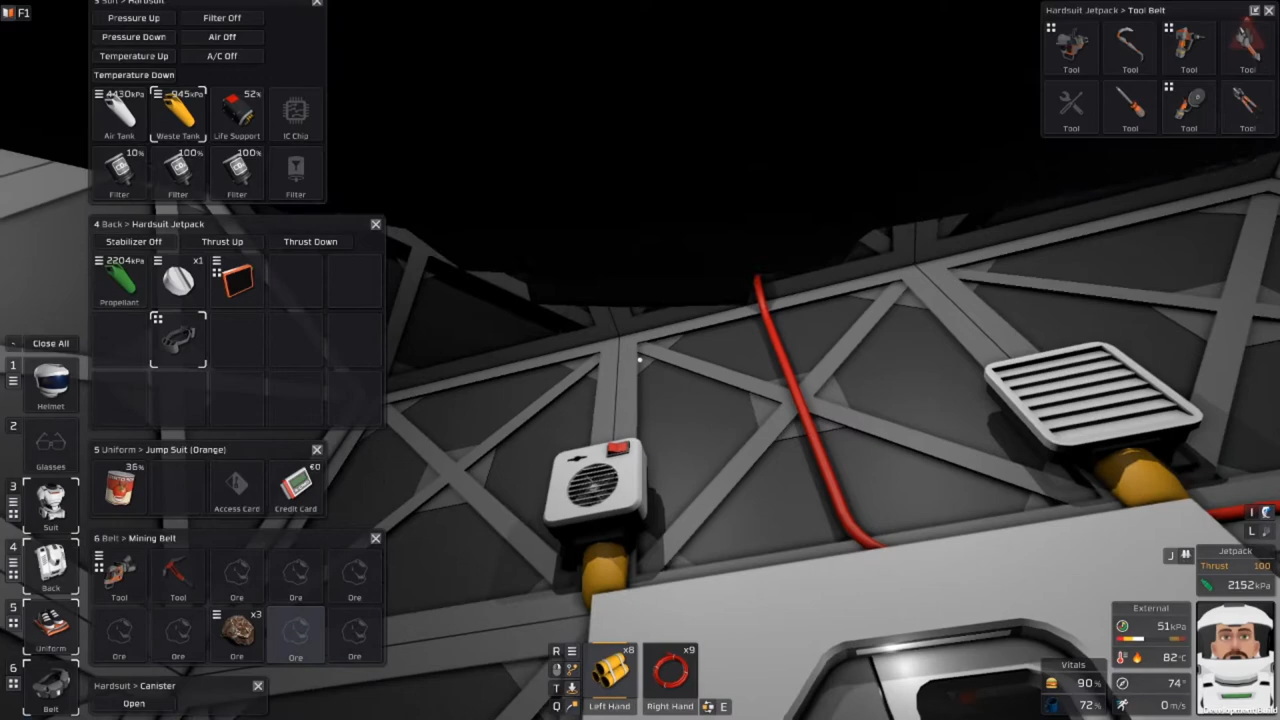 F1
5 Suit > Hardsuit
Pressure Up
Filter Off
Pressure Down
Air Off
Temperature Up
A/C Off
Temperature Down
4430kPa
945kPa
52%
Air Tank
Waste Tank
Life Support
IC Chip
10%
100%
100%
Filter
Filter
Filter
Filter
4 Back > Hardsuit Jetpack
Stabilizer Off
Thrust Up
Thrust Down
2204kPa
x1
Propellant
5 Uniform > Jump Suit (Orange)
36%
€0
Access Card
Credit Card
6 Belt > Mining Belt
Tool
Tool
Ore
Ore
Ore
x3
Ore
Ore
Ore
Ore
Ore
Hardsuit > Canister
Open
Close All
1
Helmet
2
Glasses
3
Suit
4
Back
5
Uniform
6
Belt
Hardsuit Jetpack > Tool Belt
Tool
Tool
Tool
Tool
Tool
Tool
Tool
Tool
R
T
Q
x8
Left Hand
x9
Right Hand
E
I
L
J
Jetpack
Thrust 100
2152kPa
External
51kPa
82°C
74°
0m/s
Vitals
90%
72%
Development Build